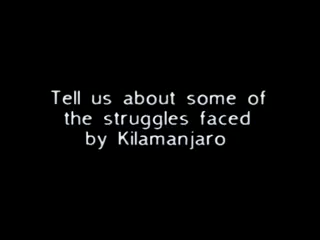 Tell us about some of
the struggles faced
by Kilamanjaro